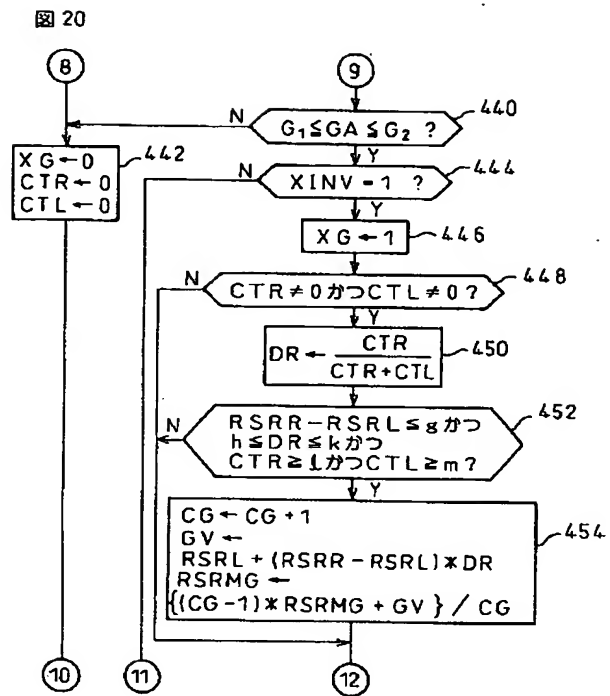 図 20
8
9
N
G₁≦GA≦G₂ ?
440
Y
XG←0
CTR←0
CTL←0
442
N
XINV=1 ?
444
Y
XG←1
446
N
CTR≠0かつCTL≠0?
448
Y
DR← CTR
CTR+CTL
450
N
RSRR−RSRL≦gかつ
h≦DR≦kかつ
CTR≧lかつCTL≧m?
452
Y
CG←CG+1
GV←
RSRL+(RSRR−RSRL)*DR
RSRMG←
{(CG−1)*RSRMG+GV}/CG
454
10
11
12